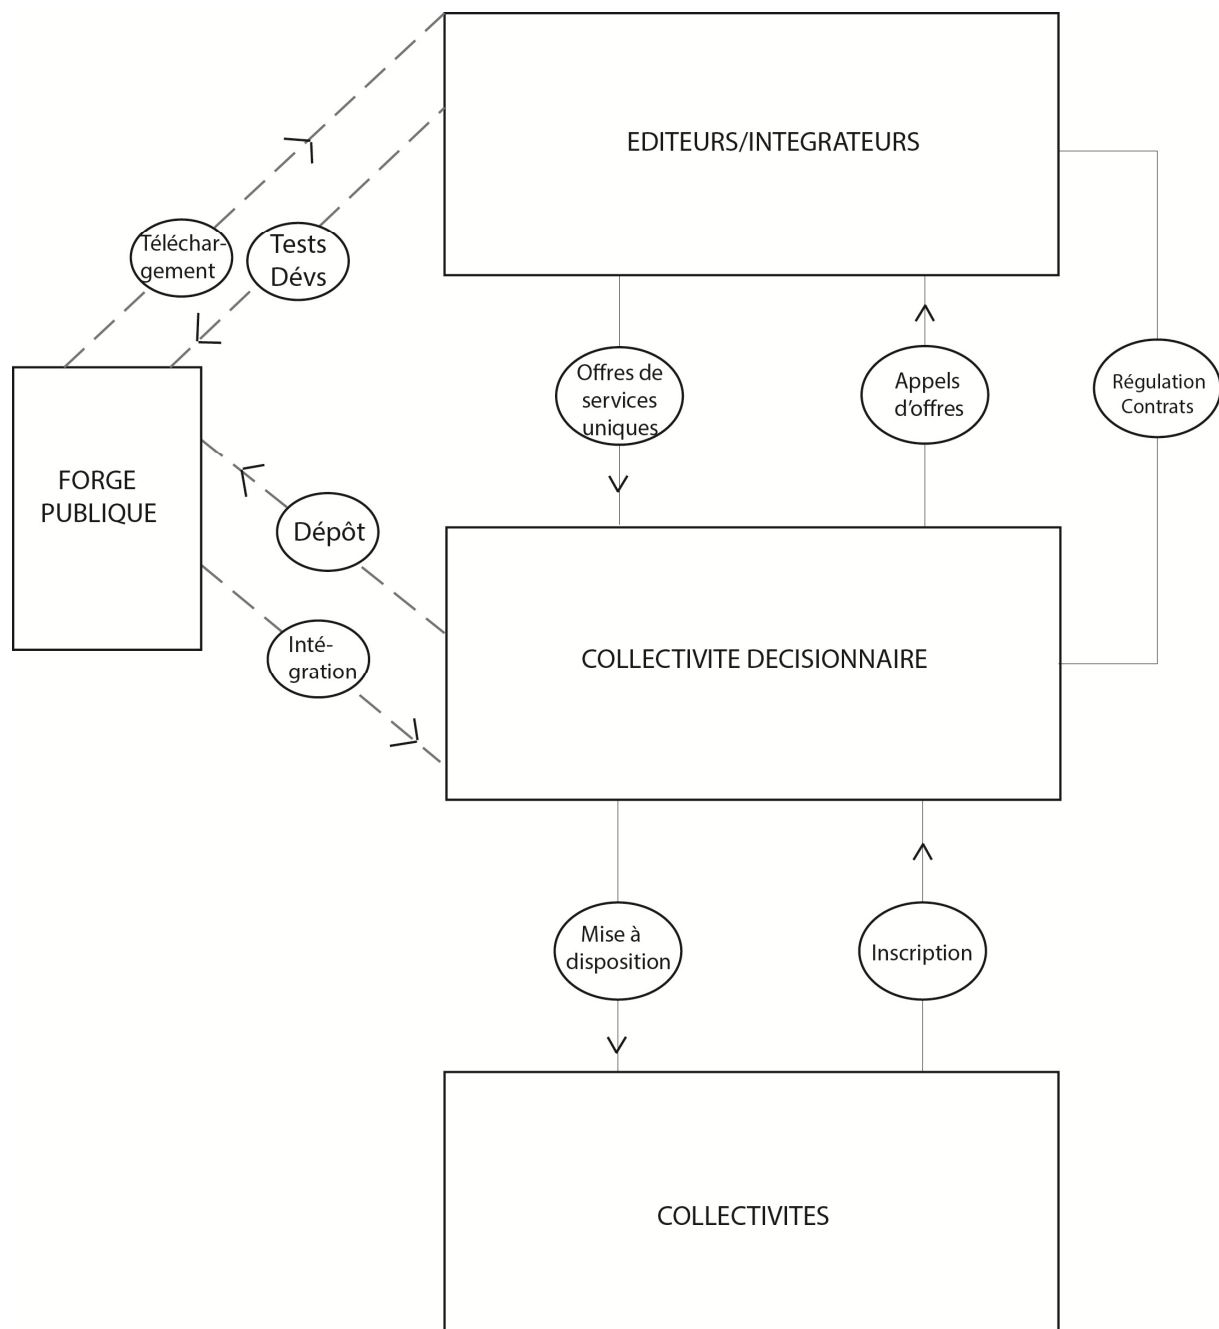 EDITEURS/INTEGRATEURS
Téléchar-
gement
Tests
Dévs
Offres de
services
uniques
Appels
d'offres
Régulation
Contrats
FORGE
PUBLIQUE
Dépôt
Inté-
gration
COLLECTIVITE DECISIONNAIRE
Mise à
disposition
Inscription
COLLECTIVITES